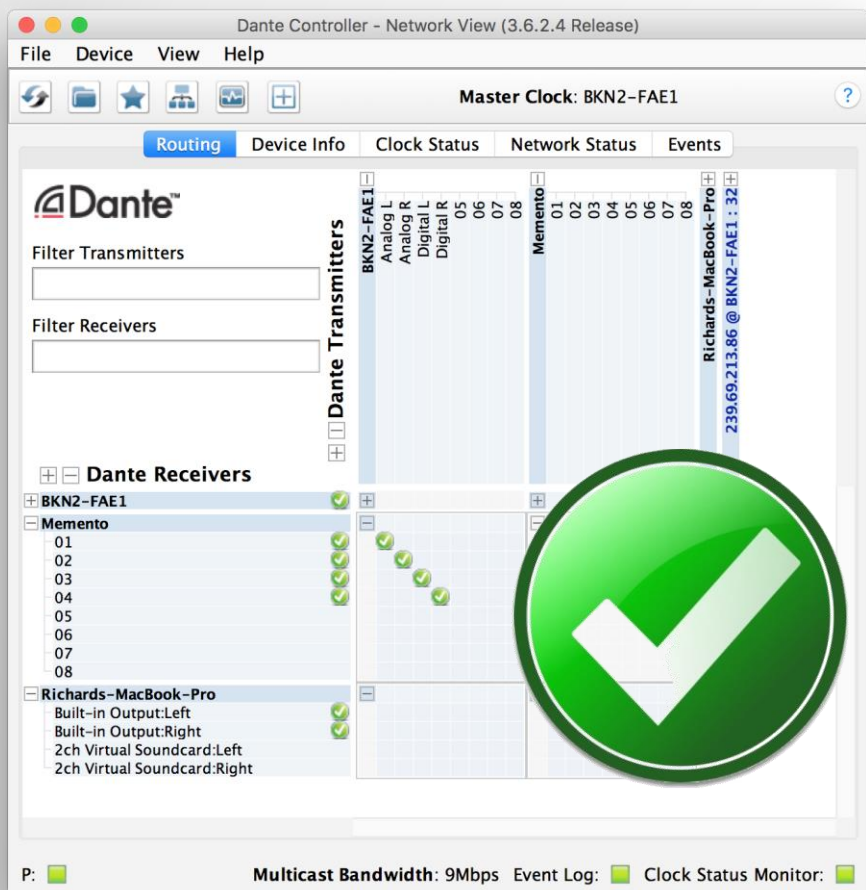 Dante Controller - Network View (3.6.2.4 Release)
File Device View Help
Master Clock: BKN2-FAE1
?
Routing Device Info Clock Status Network Status Events
Dante™
Filter Transmitters
Filter Receivers
Dante Transmitters
BKN2-FAE1
Analog L
Analog R
Digital L
Digital R
05
06
07
08
Memento
01
02
03
04
05
06
07
08
Richards-MacBook-Pro
239.69.213.86 @ BKN2-FAE1 : 32
Dante Receivers
BKN2-FAE1
Memento
01
02
03
04
05
06
07
08
Richards-MacBook-Pro
Built-in Output:Left
Built-in Output:Right
2ch Virtual Soundcard:Left
2ch Virtual Soundcard:Right
P: Multicast Bandwidth: 9Mbps Event Log: Clock Status Monitor: